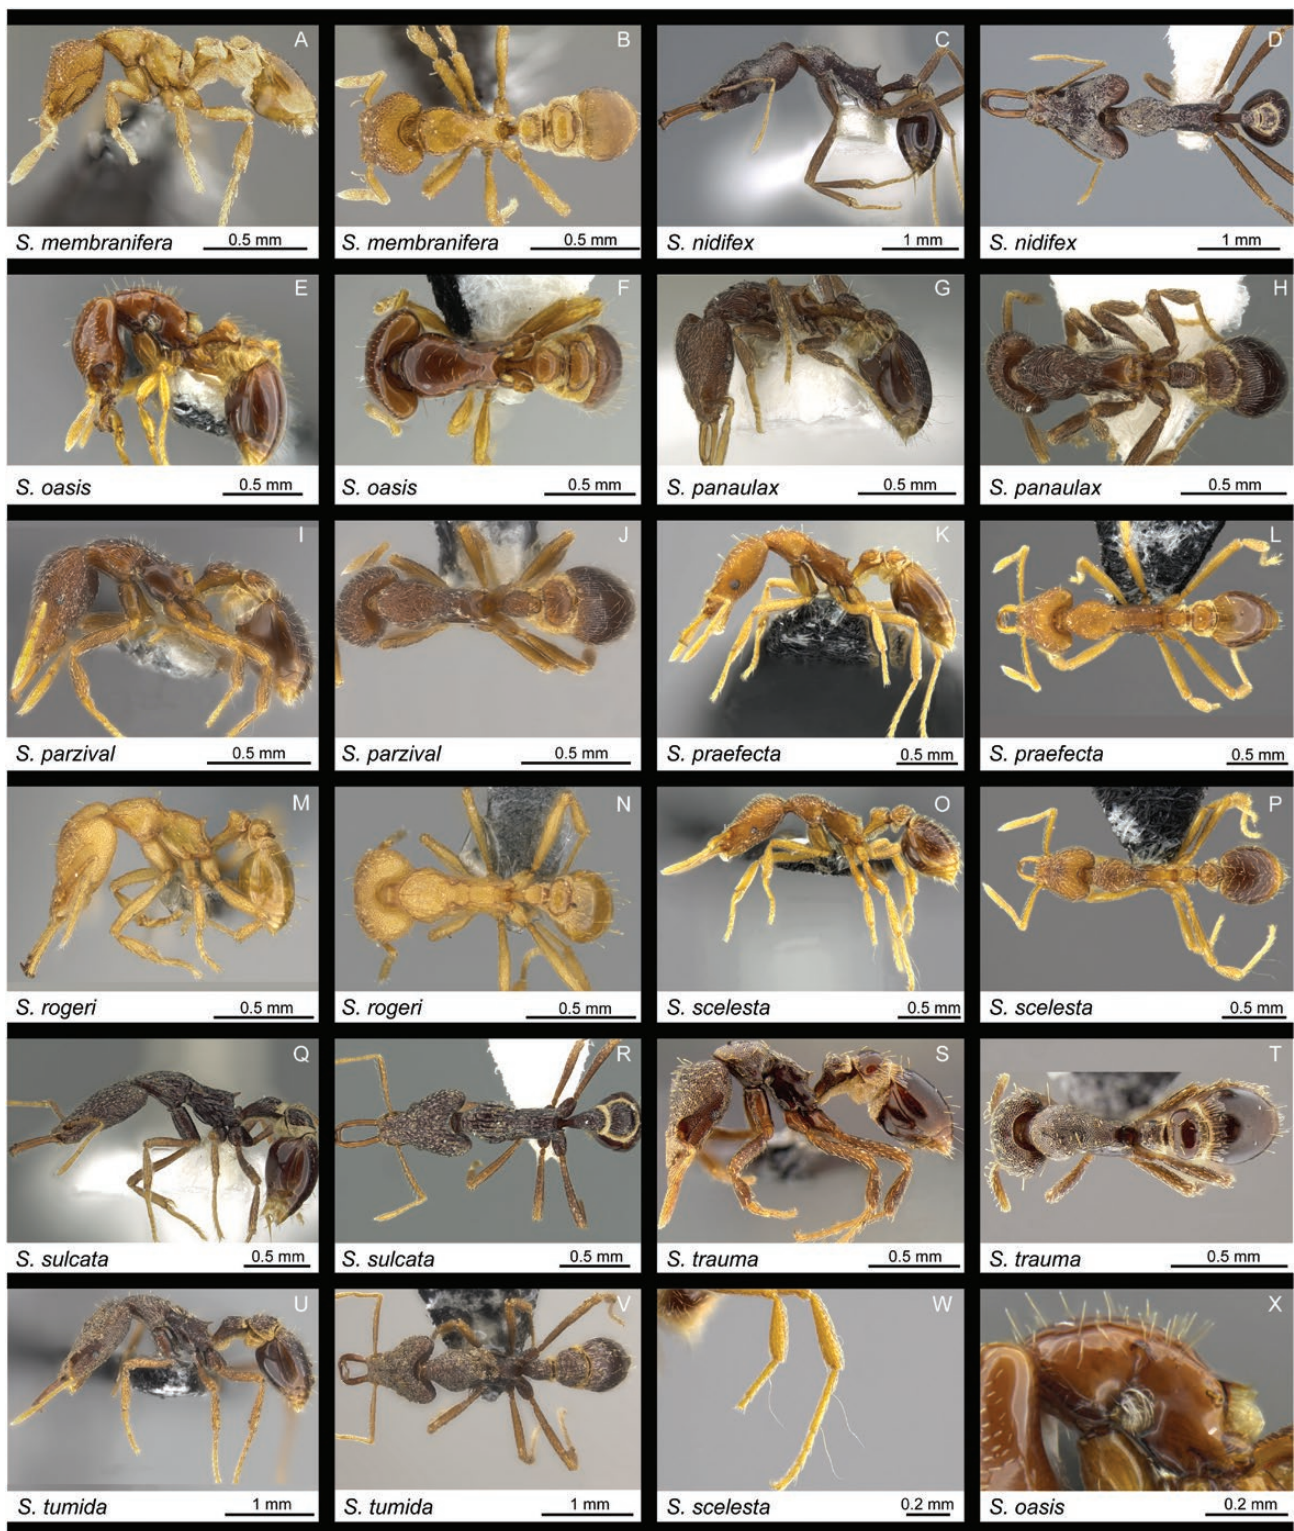 A
B
C
D
S. membranifera 0.5 mm
S. membranifera 0.5 mm
S. nidifex 1 mm
S. nidifex 1 mm
E
F
G
H
S. oasis 0.5 mm
S. oasis 0.5 mm
S. panaulax 0.5 mm
S. panaulax 0.5 mm
I
J
K
L
S. parzival 0.5 mm
S. parzival 0.5 mm
S. praefecta 0.5 mm
S. praefecta 0.5 mm
M
N
O
P
S. rogeri 0.5 mm
S. rogeri 0.5 mm
S. scelesta 0.5 mm
S. scelesta 0.5 mm
Q
R
S
T
S. sulcata 0.5 mm
S. sulcata 0.5 mm
S. trauma 0.5 mm
S. trauma 0.5 mm
U
V
W
X
S. tumida 1 mm
S. tumida 1 mm
S. scelesta 0.2 mm
S. oasis 0.2 mm